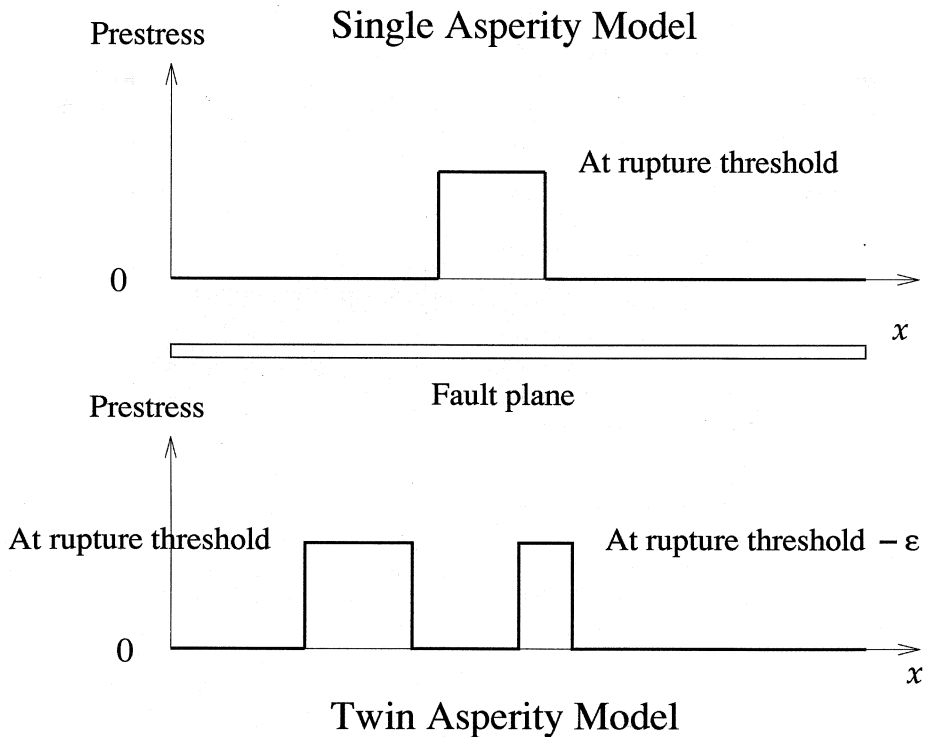 Single Asperity Model
Prestress
At rupture threshold
0
x
Fault plane
Prestress
At rupture threshold
At rupture threshold – ε
0
x
Twin Asperity Model